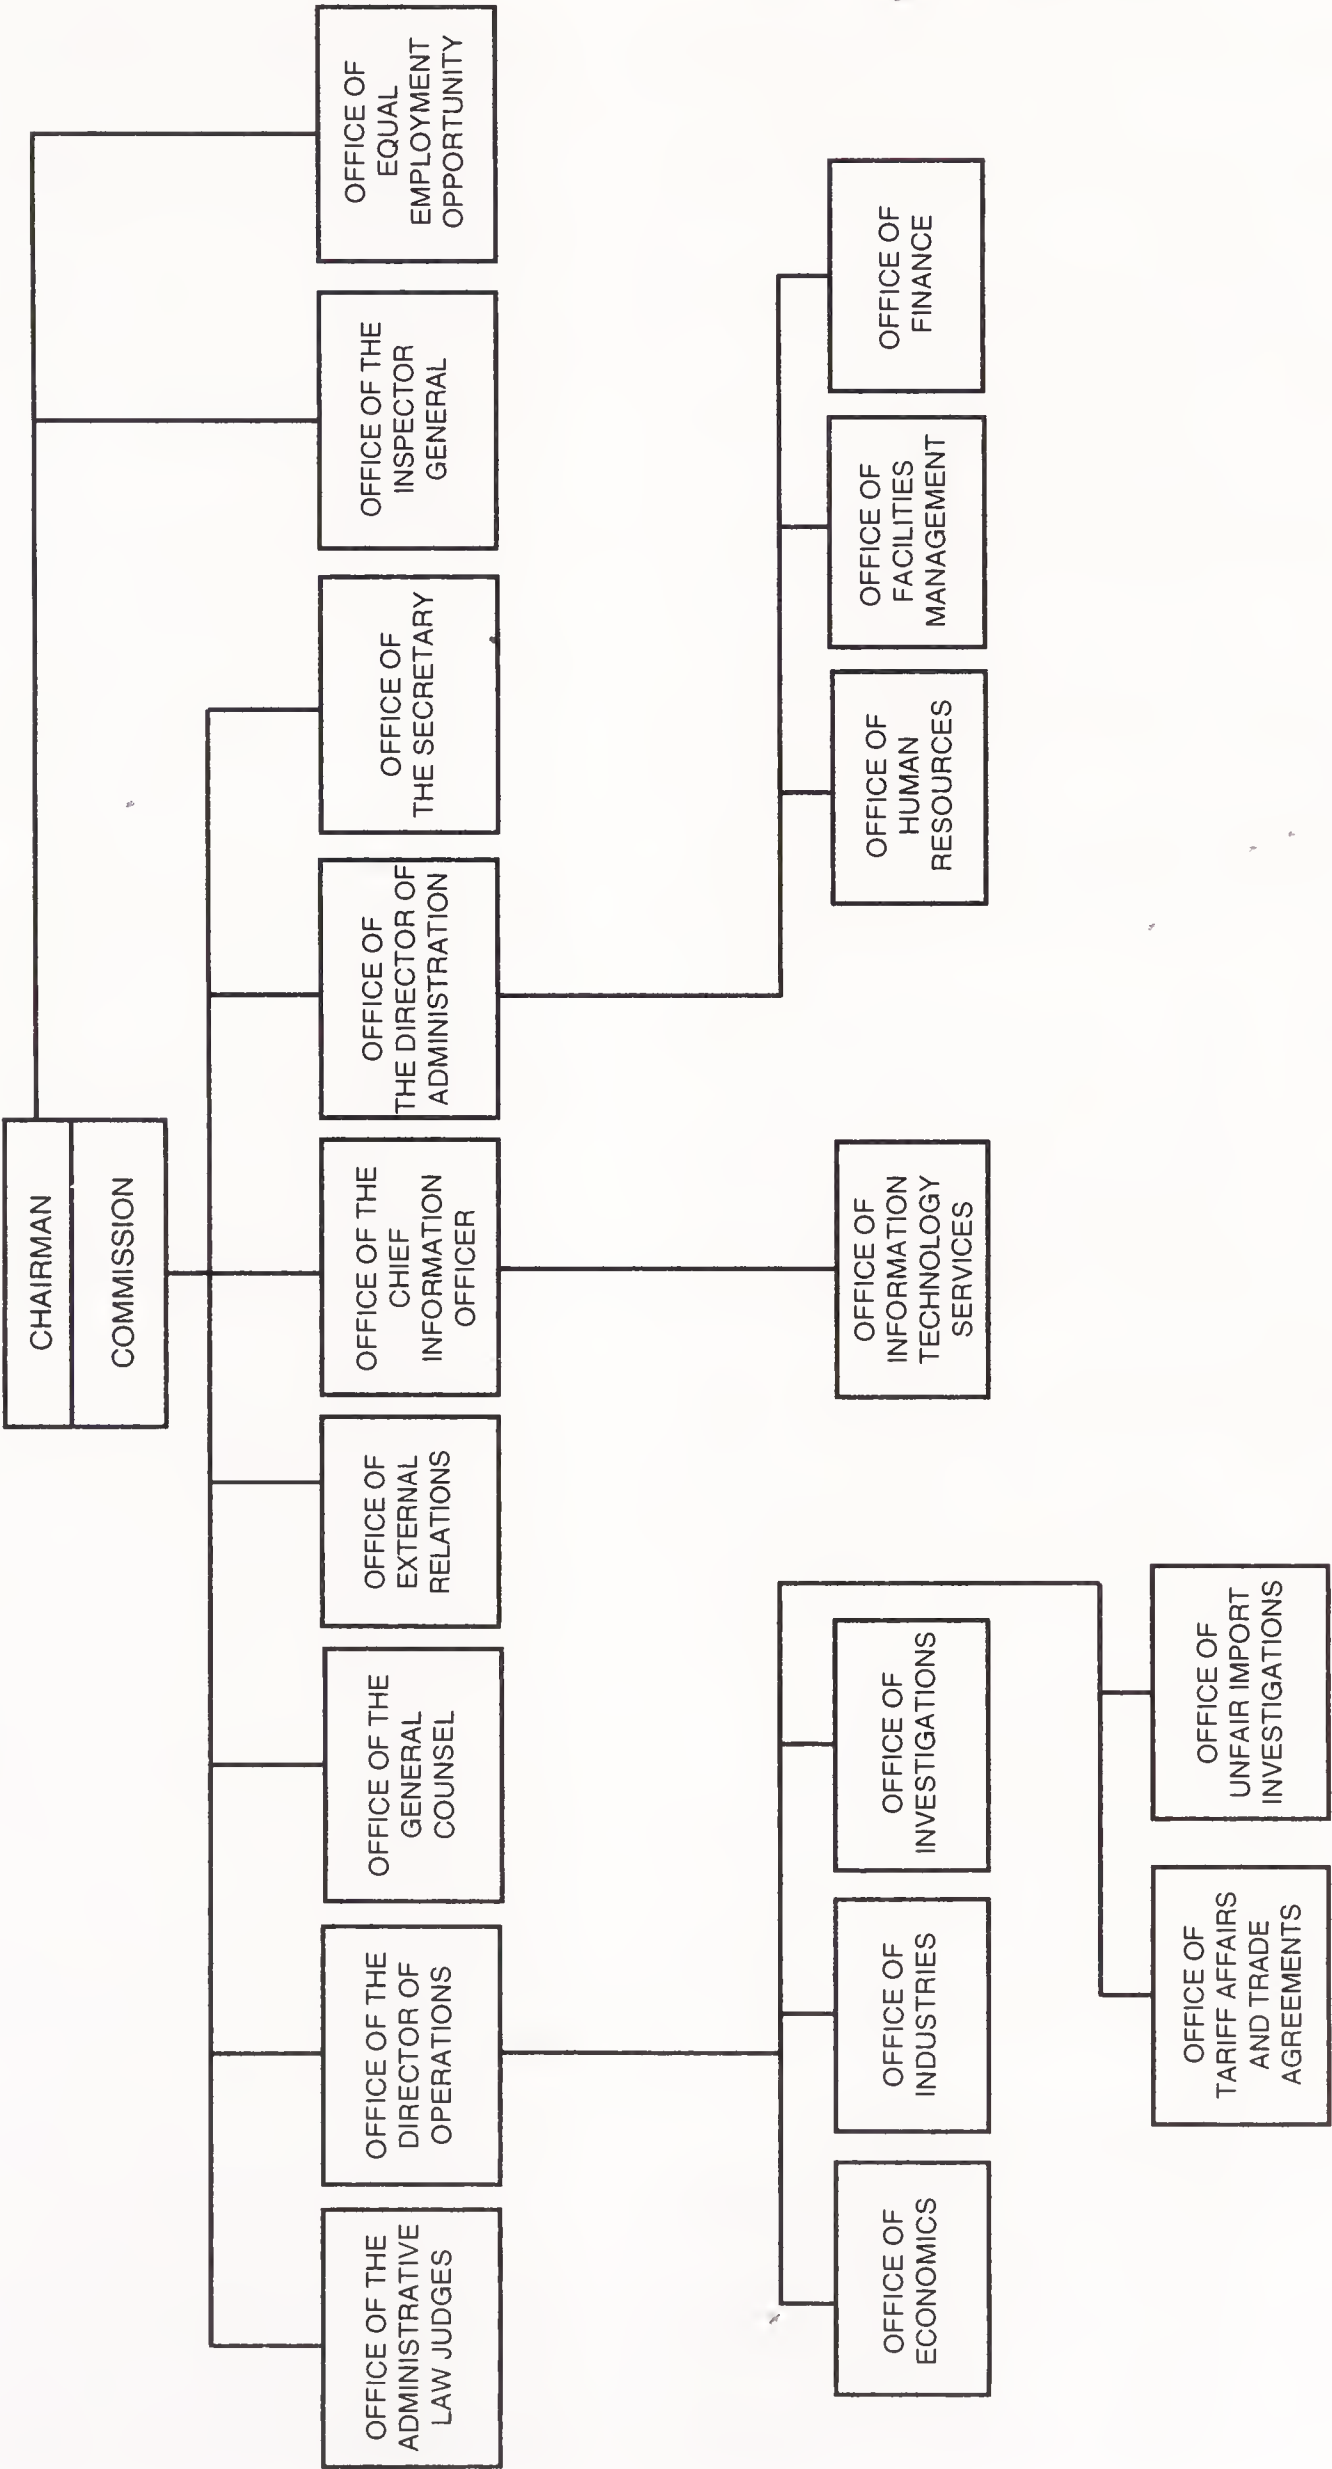 CHAIRMAN
COMMISSION
OFFICE OF THE
ADMINISTRATIVE
LAW JUDGES
OFFICE OF THE
DIRECTOR OF
OPERATIONS
OFFICE OF THE
GENERAL
COUNSEL
OFFICE OF
EXTERNAL
RELATIONS
OFFICE OF THE
CHIEF
INFORMATION
OFFICER
OFFICE OF
THE DIRECTOR OF
ADMINISTRATION
OFFICE OF
THE SECRETARY
OFFICE OF THE
INSPECTOR
GENERAL
OFFICE OF
EQUAL
EMPLOYMENT
OPPORTUNITY
OFFICE OF
ECONOMICS
OFFICE OF
INDUSTRIES
OFFICE OF
INVESTIGATIONS
OFFICE OF
INFORMATION
TECHNOLOGY
SERVICES
OFFICE OF
HUMAN
RESOURCES
OFFICE OF
FACILITIES
MANAGEMENT
OFFICE OF
FINANCE
OFFICE OF
TARIFF AFFAIRS
AND TRADE
AGREEMENTS
OFFICE OF
UNFAIR IMPORT
INVESTIGATIONS